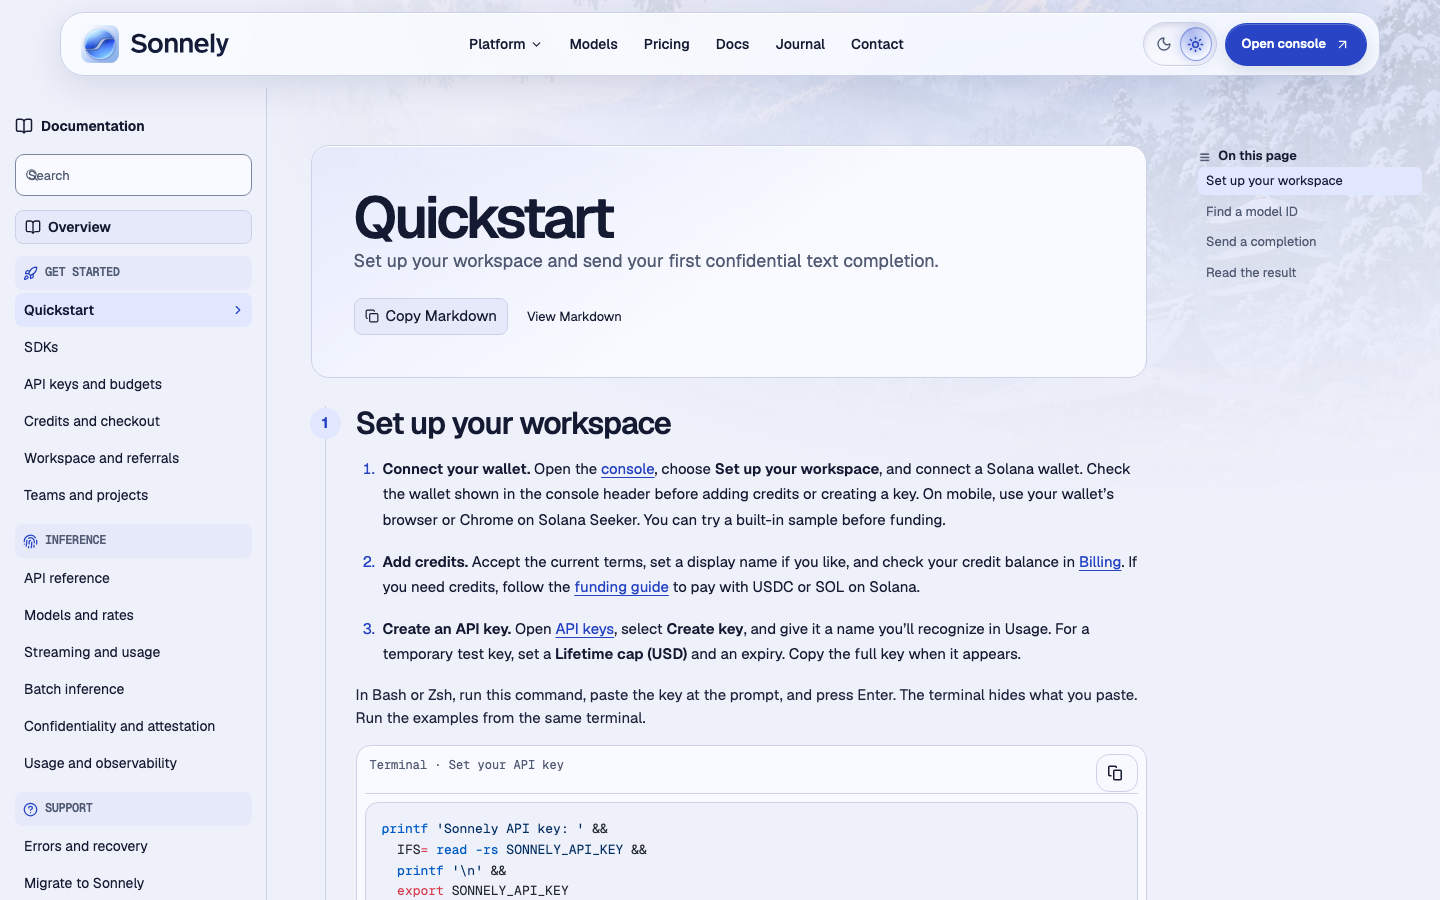 Sonnely
Platform
Models
Pricing
Docs
Journal
Contact
Open console
Documentation
Search
Overview
GET STARTED
Quickstart
SDKs
API keys and budgets
Credits and checkout
Workspace and referrals
Teams and projects
INFERENCE
API reference
Models and rates
Streaming and usage
Batch inference
Confidentiality and attestation
Usage and observability
SUPPORT
Errors and recovery
Migrate to Sonnely
Quickstart
Set up your workspace and send your first confidential text completion.
Copy Markdown
View Markdown
1
Set up your workspace
1. Connect your wallet. Open the console, choose Set up your workspace, and connect a Solana wallet. Check
the wallet shown in the console header before adding credits or creating a key. On mobile, use your wallet’s
browser or Chrome on Solana Seeker. You can try a built-in sample before funding.
2. Add credits. Accept the current terms, set a display name if you like, and check your credit balance in Billing. If
you need credits, follow the funding guide to pay with USDC or SOL on Solana.
3. Create an API key. Open API keys, select Create key, and give it a name you’ll recognize in Usage. For a
temporary test key, set a Lifetime cap (USD) and an expiry. Copy the full key when it appears.
In Bash or Zsh, run this command, paste the key at the prompt, and press Enter. The terminal hides what you paste.
Run the examples from the same terminal.
Terminal · Set your API key
printf 'Sonnely API key: ' &&
IFS= read -rs SONNELY_API_KEY &&
printf '\n' &&
export SONNELY_API_KEY
On this page
Set up your workspace
Find a model ID
Send a completion
Read the result